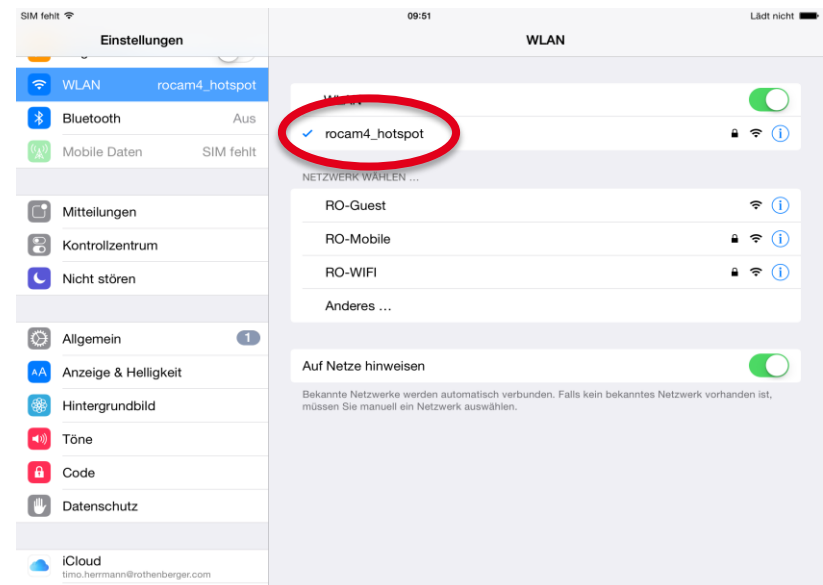 SIM fehlt 09:51 Lädt nicht
Einstellungen
WLAN
WLAN rocam4_hotspot
Bluetooth Aus
Mobile Daten SIM fehlt
Mitteilungen
Kontrollzentrum
Nicht stören
Allgemein 1
Anzeige & Helligkeit
Hintergrundbild
Töne
Code
Datenschutz
iCloud
timo.herrmann@rothenberger.com
WLAN
rocam4_hotspot
NETZWERK WÄHLEN ...
RO-Guest
RO-Mobile
RO-WIFI
Anderes ...
Auf Netze hinweisen
Bekannte Netzwerke werden automatisch verbunden. Falls kein bekanntes Netzwerk vorhanden ist,
müssen Sie manuell ein Netzwerk auswählen.